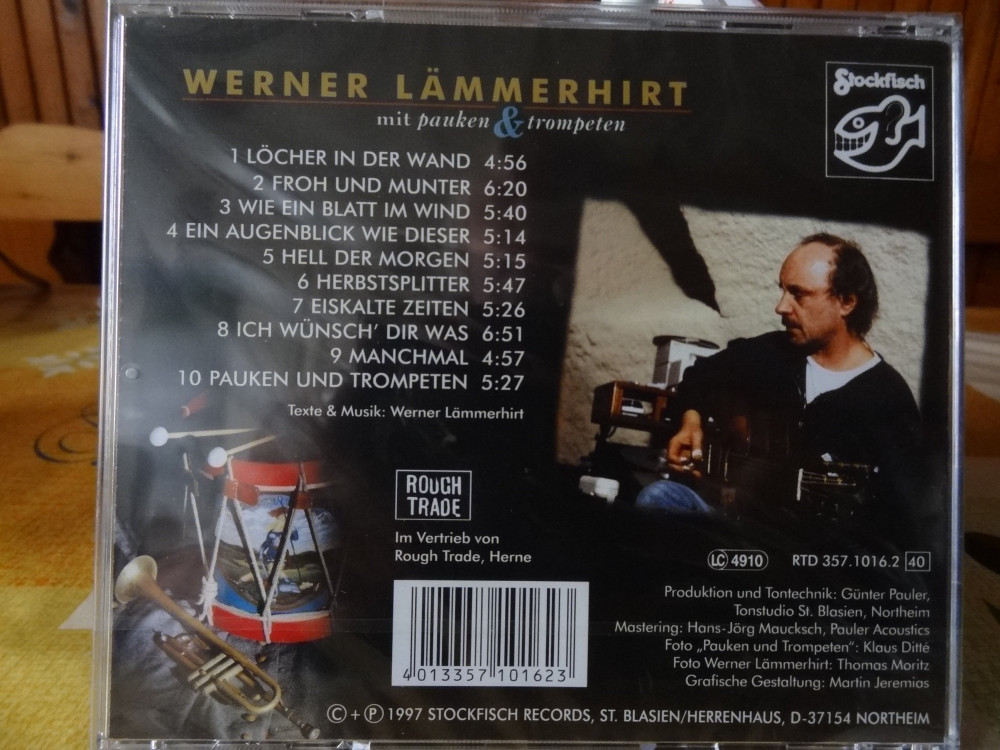 WERNER LÄMMERHIRT
mit pauken & trompeten
Stockfisch
1 LÖCHER IN DER WAND 4:56
2 FROH UND MUNTER 6:20
3 WIE EIN BLATT IM WIND 5:40
4 EIN AUGENBLICK WIE DIESER 5:14
5 HELL DER MORGEN 5:15
6 HERBSTSPLITTER 5:47
7 EISKALTE ZEITEN 5:26
8 ICH WÜNSCH' DIR WAS 6:51
9 MANCHMAL 4:57
10 PAUKEN UND TROMPETEN 5:27
Texte & Musik: Werner Lämmerhirt
ROUGH
TRADE
Im Vertrieb von
Rough Trade, Herne
LC 4910 RTD 357.1016.2 40
Produktion und Tontechnik: Günter Pauler,
Tonstudio St. Blasien, Northeim
Mastering: Hans-Jörg Maucksch, Pauler Acoustics
Foto „Pauken und Trompeten“: Klaus Ditté
Foto Werner Lämmerhirt: Thomas Moritz
Grafische Gestaltung: Martin Jeremias
4 013357 101623
© + ℗ 1997 STOCKFISCH RECORDS, ST. BLASIEN/HERRENHAUS, D-37154 NORTHEIM